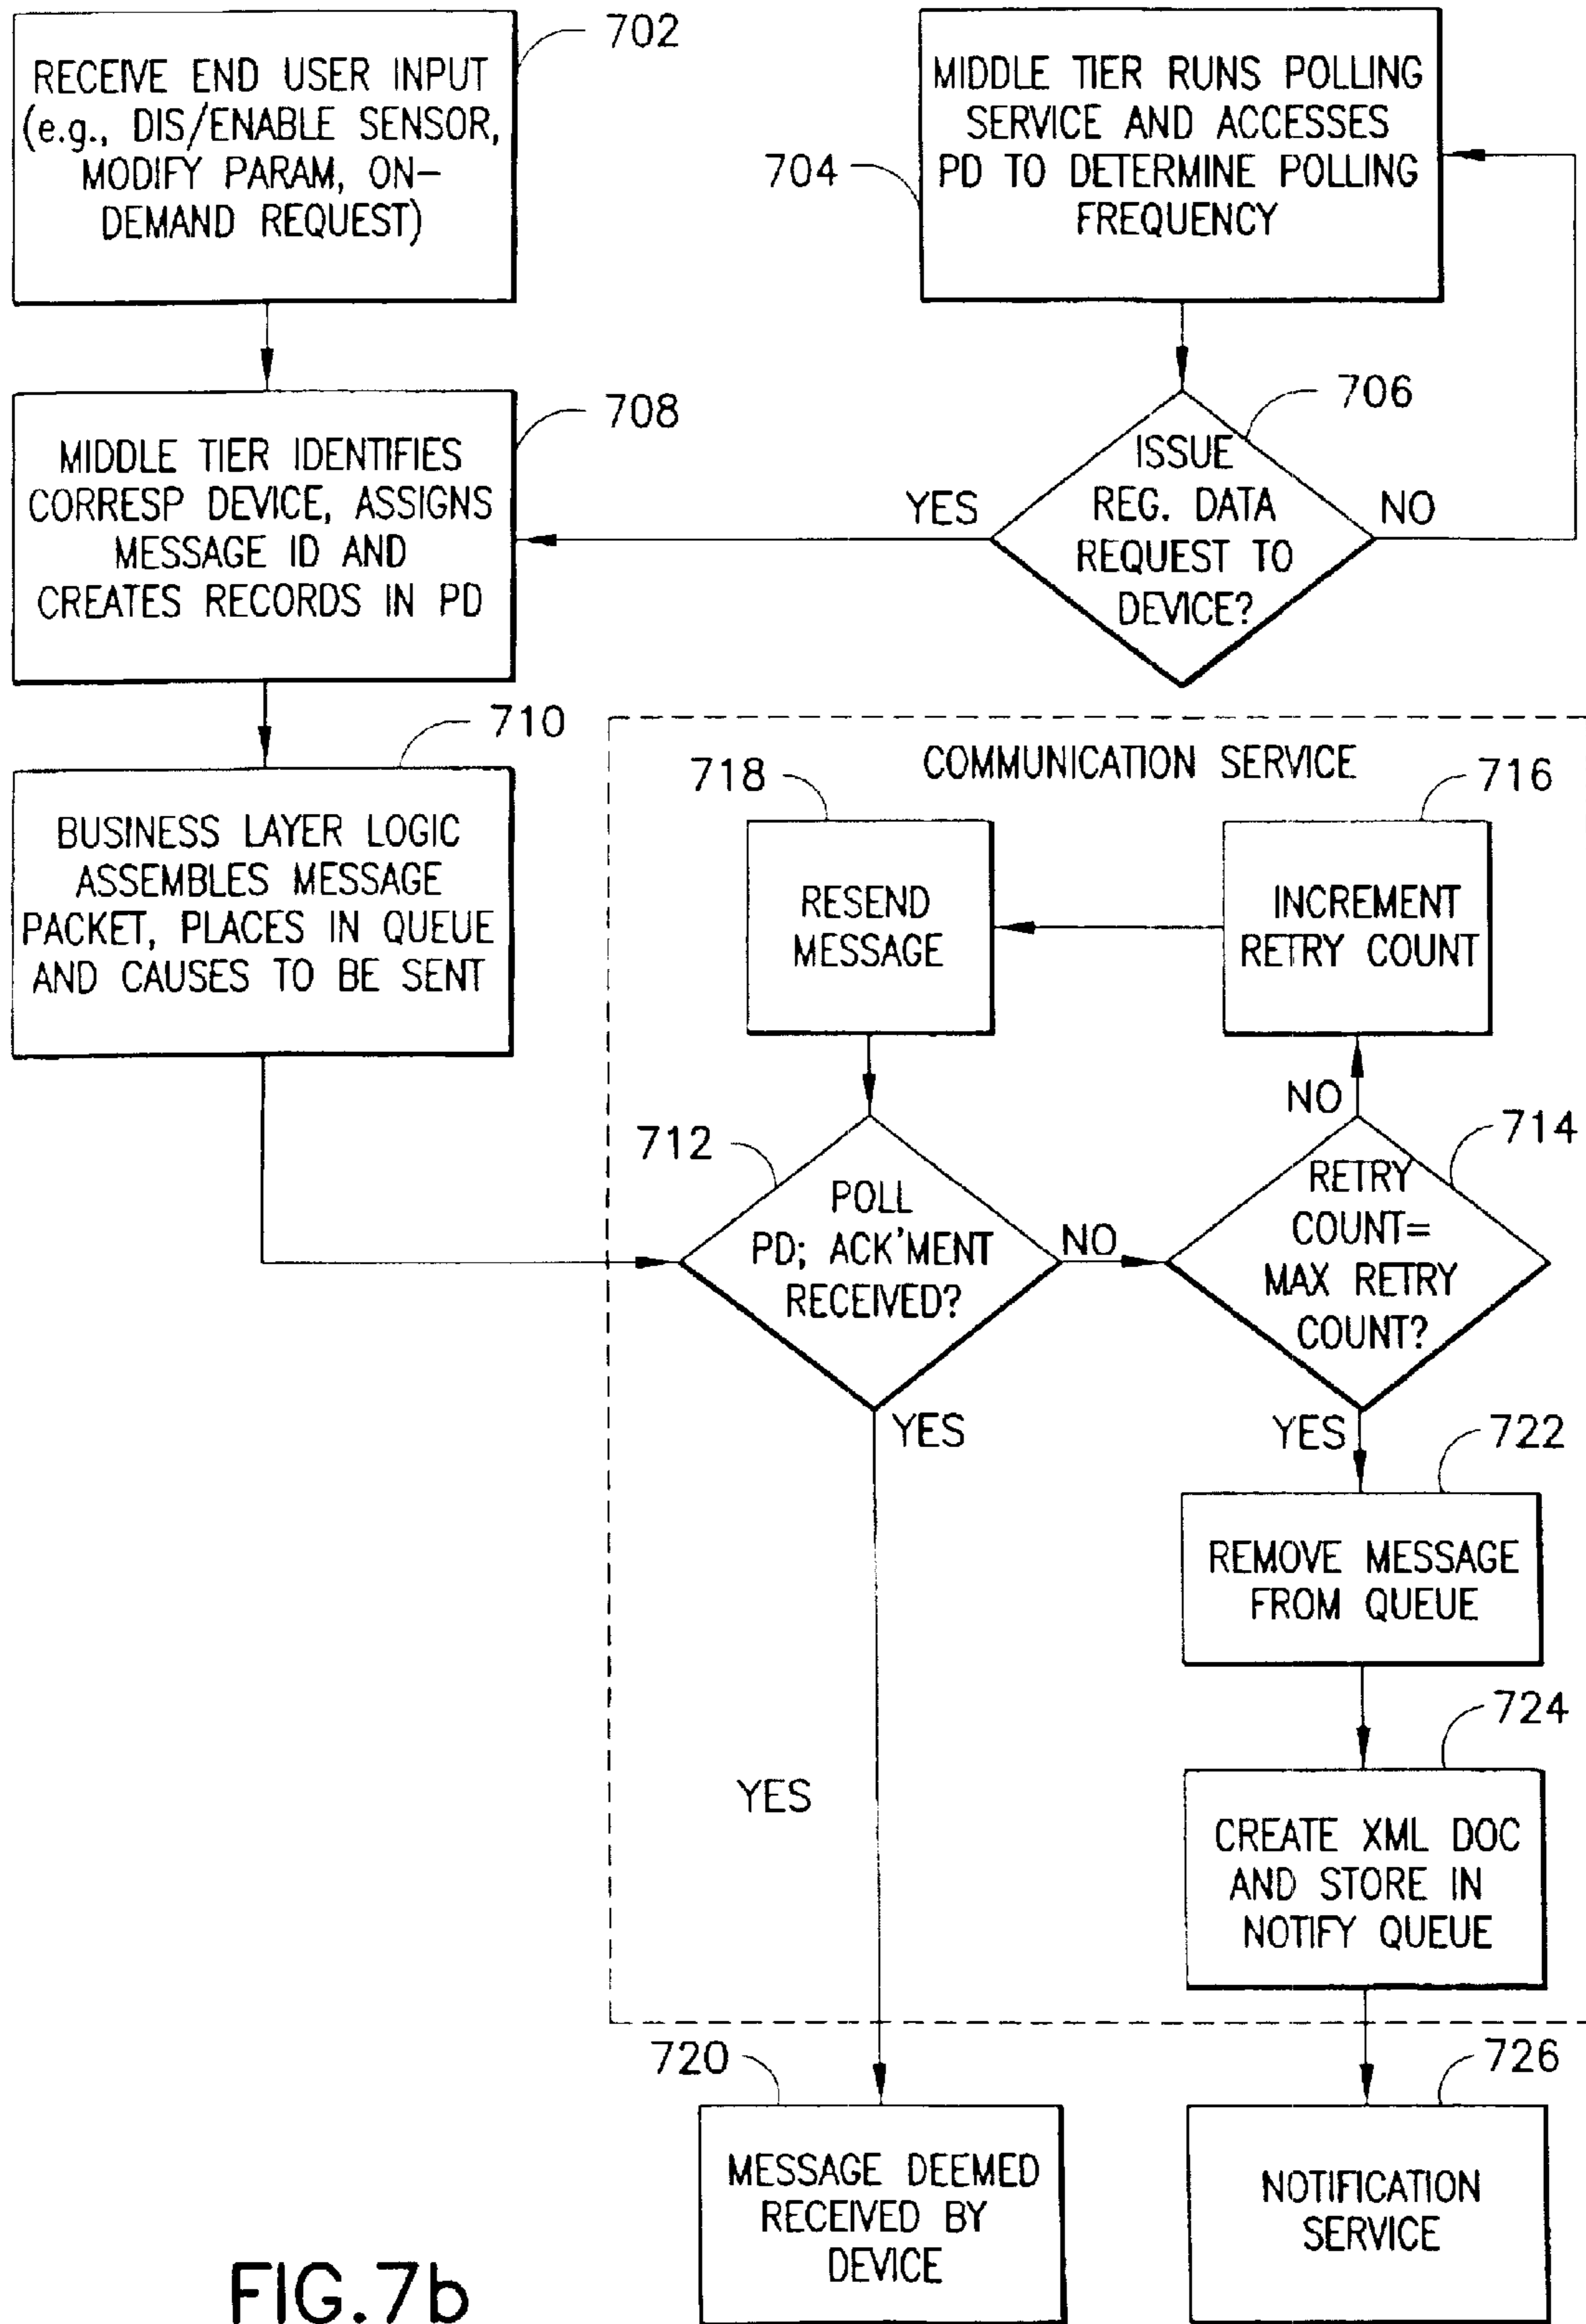 702
RECEIVE END USER INPUT
(e.g., DIS/ENABLE SENSOR,
MODIFY PARAM, ON-
DEMAND REQUEST)
704
MIDDLE TIER RUNS POLLING
SERVICE AND ACCESSES
PD TO DETERMINE POLLING
FREQUENCY
706
ISSUE
REG. DATA
REQUEST TO
DEVICE?
YES
NO
708
MIDDLE TIER IDENTIFIES
CORRESP DEVICE, ASSIGNS
MESSAGE ID AND
CREATES RECORDS IN PD
710
BUSINESS LAYER LOGIC
ASSEMBLES MESSAGE
PACKET, PLACES IN QUEUE
AND CAUSES TO BE SENT
COMMUNICATION SERVICE
718
RESEND
MESSAGE
716
INCREMENT
RETRY COUNT
NO
712
POLL
PD; ACK'MENT
RECEIVED?
NO
714
RETRY
COUNT=
MAX RETRY
COUNT?
YES
YES
722
REMOVE MESSAGE
FROM QUEUE
724
YES
CREATE XML DOC
AND STORE IN
NOTIFY QUEUE
720
MESSAGE DEEMED
RECEIVED BY
DEVICE
726
NOTIFICATION
SERVICE
FIG.7b